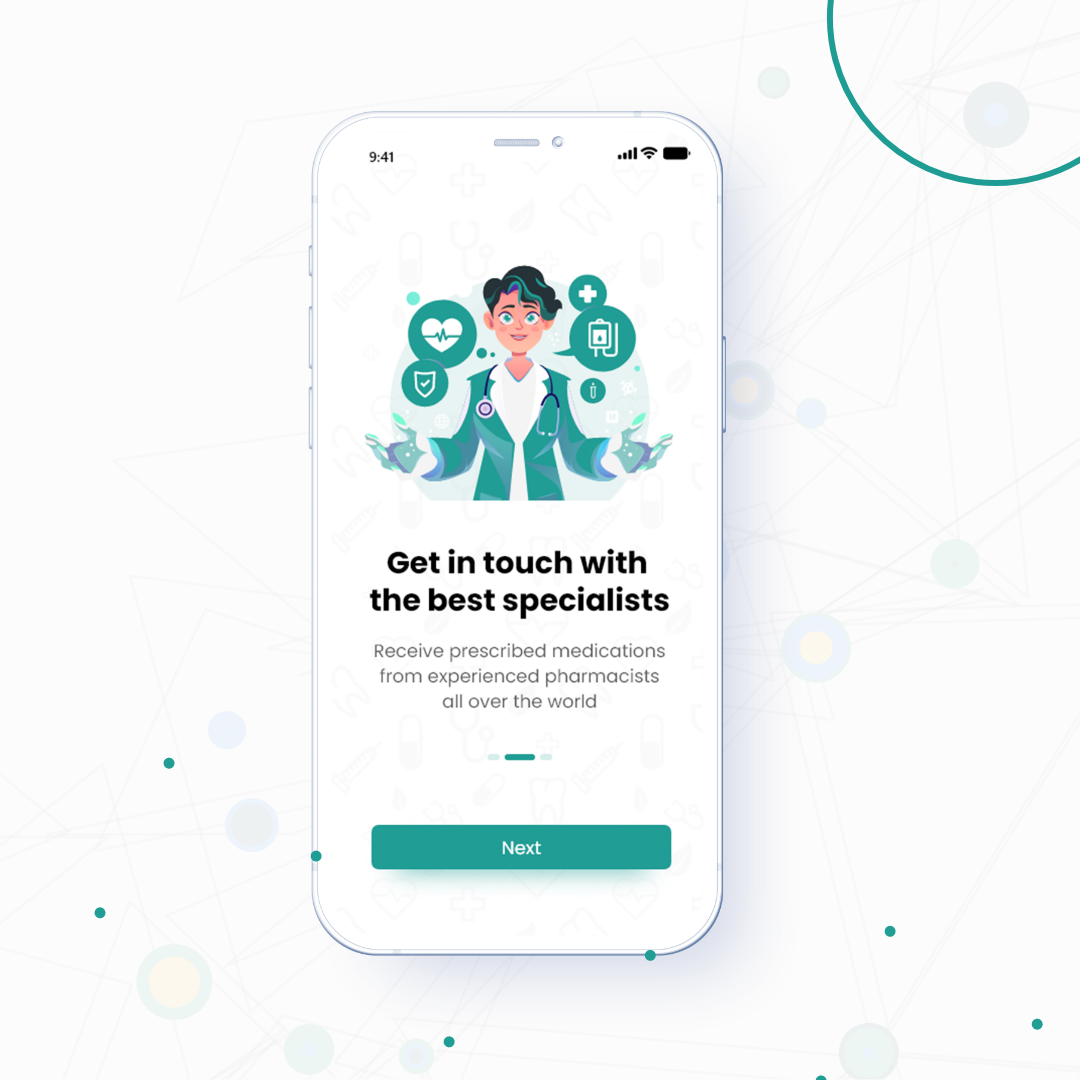 9:41
Get in touch with
the best specialists
Receive prescribed medications
from experienced pharmacists
all over the world
Next